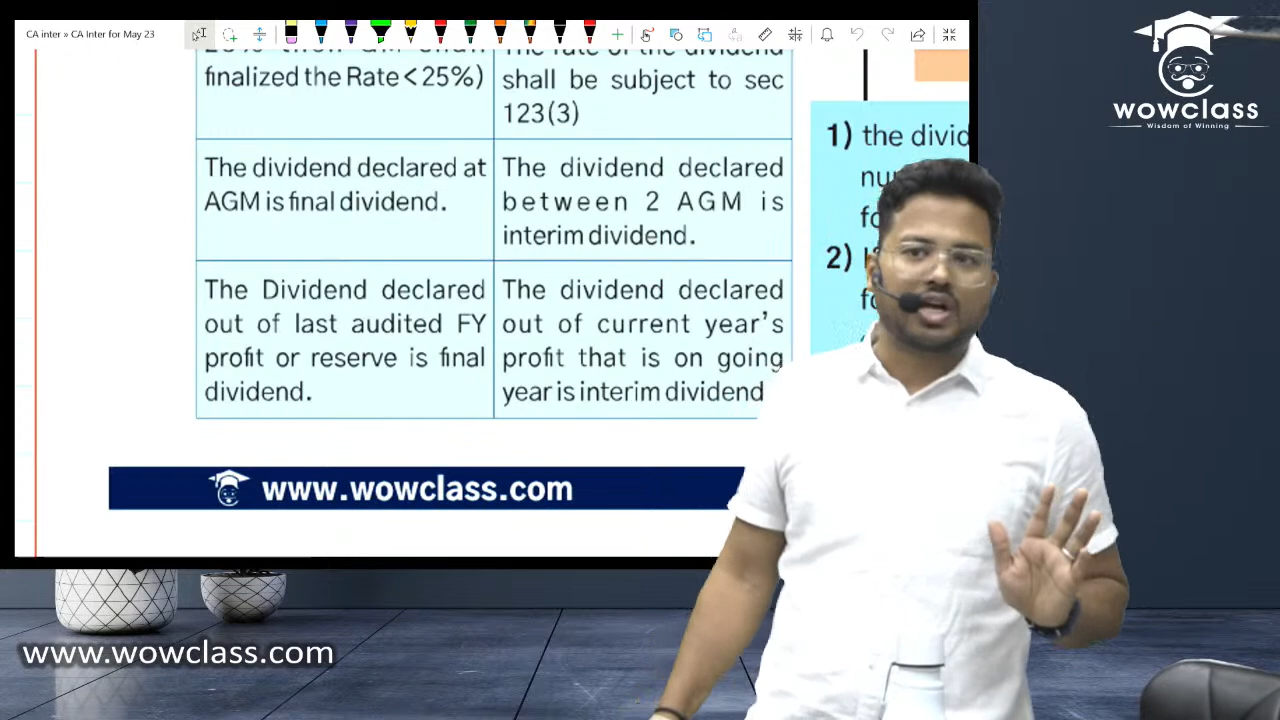 CA inter » CA Inter for May 23
finalized the Rate < 25%)
The rate of the dividend
shall be subject to sec
123(3)
The dividend declared at
AGM is final dividend.
The dividend declared
between 2 AGM is
interim dividend.
The Dividend declared
out of last audited FY
profit or reserve is final
dividend.
The dividend declared
out of current year's
profit that is on going
year is interim dividend
1) the divid
2)
www.wowclass.com
www.wowclass.com
wowclass
Wisdom of Winning